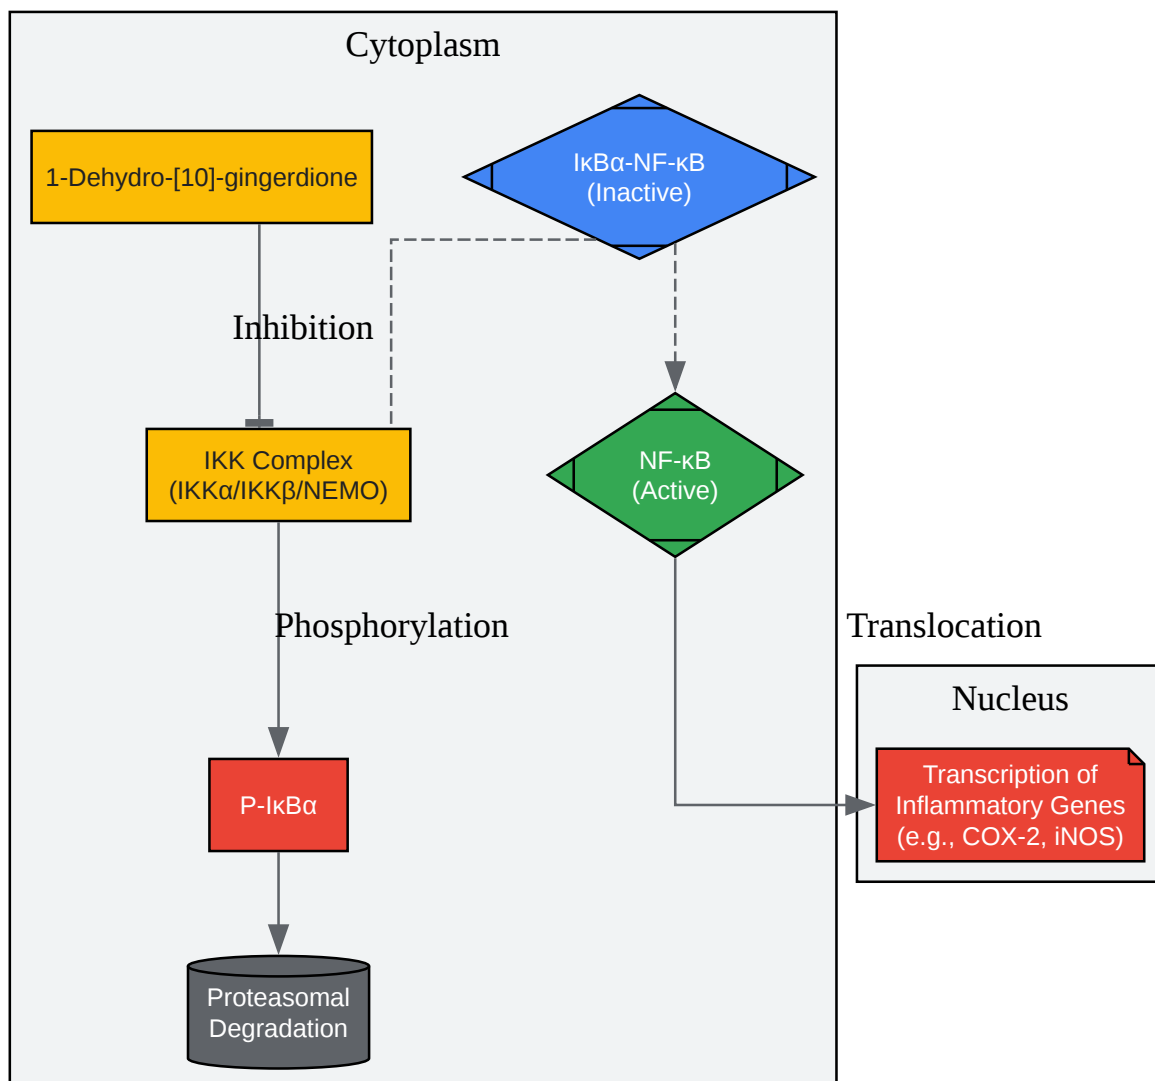 Cytoplasm
1-Dehydro-[10]-gingerdione
IκBα-NF-κB
(Inactive)
Inhibition
IKK Complex
(IKKα/IKKβ/NEMO)
NF-κB
(Active)
Phosphorylation
Translocation
Nucleus
P-IκBα
Transcription of
Inflammatory Genes
(e.g., COX-2, iNOS)
Proteasomal
Degradation